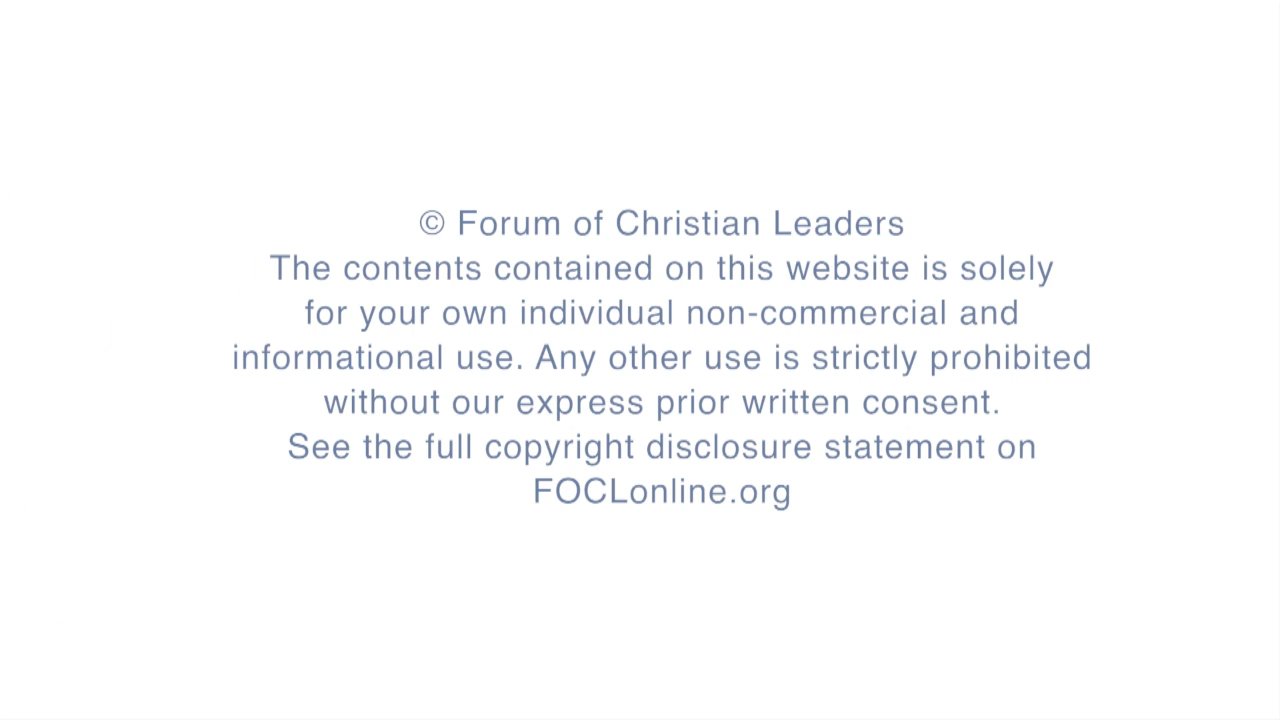 © Forum of Christian Leaders
The contents contained on this website is solely
for your own individual non-commercial and
informational use. Any other use is strictly prohibited
without our express prior written consent.
See the full copyright disclosure statement on
FOCLonline.org